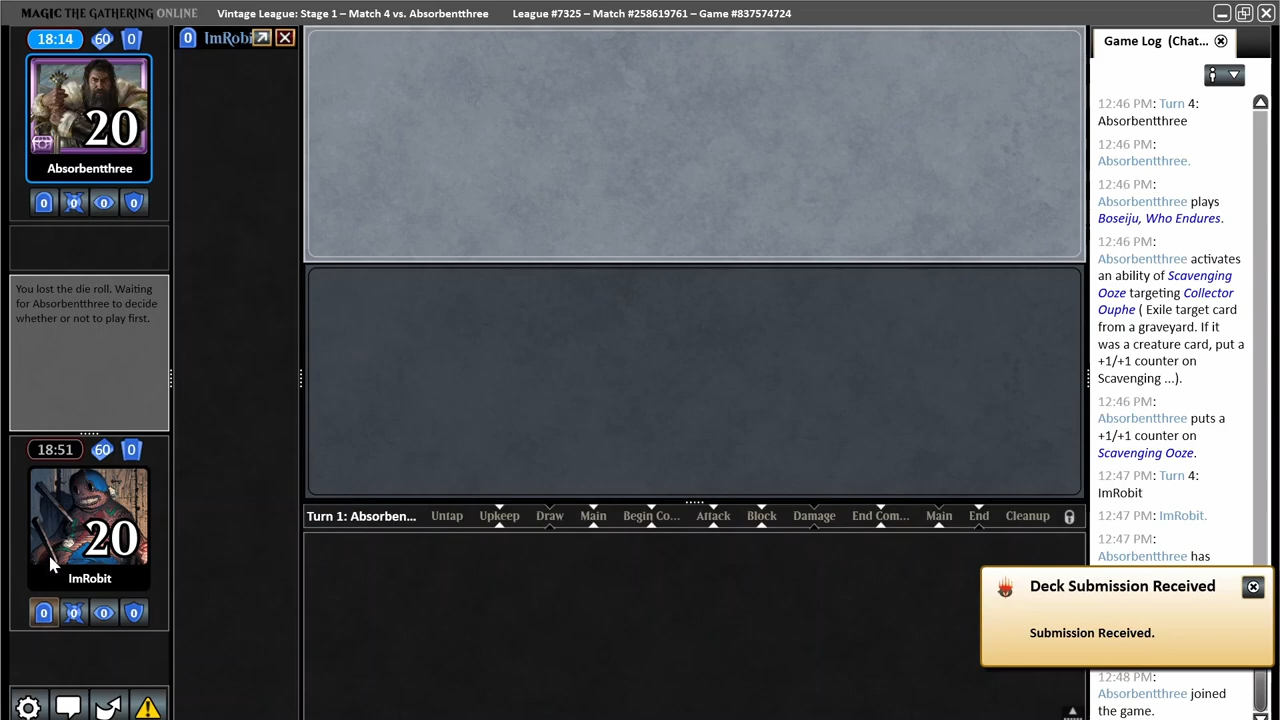 MAGIC THE GATHERING ONLINE
Vintage League: Stage 1 – Match 4 vs. Absorbentthree
League #7325 – Match #258619761 – Game #837574724
18:14
60
0
20
Absorbentthree
0
0
0
0
You lost the die roll. Waiting
for Absorbentthree to decide
whether or not to play first.
18:51
60
0
20
ImRobit
0
0
0
0
0
ImRobi
Turn 1: Absorben...
Untap
Upkeep
Draw
Main
Begin Co...
Attack
Block
Damage
End Com...
Main
End
Cleanup
Game Log (Chat...
12:46 PM: Turn 4:
Absorbentthree
12:46 PM:
Absorbentthree.
12:46 PM:
Absorbentthree plays
Boseiju, Who Endures.
12:46 PM:
Absorbentthree activates
an ability of Scavenging
Ooze targeting Collector
Ouphe ( Exile target card
from a graveyard. If it
was a creature card, put a
+1/+1 counter on
Scavenging ...).
12:46 PM:
Absorbentthree puts a
+1/+1 counter on
Scavenging Ooze.
12:47 PM: Turn 4:
ImRobit
12:47 PM: ImRobit.
12:47 PM:
Absorbentthree has
Deck Submission Received
Submission Received.
12:48 PM:
Absorbentthree joined
the game.